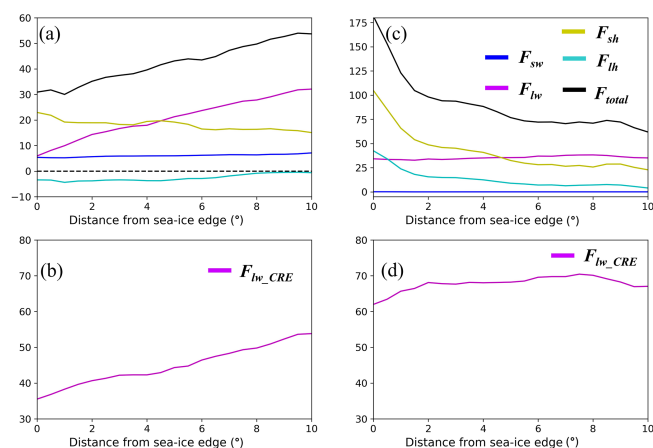 (a)
60
50
40
30
20
10
0
−10
0 2 4 6 8 10
Distance from sea-ice edge (°)
(c)
F_sw
F_lw
F_sh
F_lh
F_total
175
150
125
100
75
50
25
0
0 2 4 6 8 10
Distance from sea-ice edge (°)
(b)
F_lw_CRE
80
70
60
50
40
30
0 2 4 6 8 10
Distance from sea-ice edge (°)
(d)
F_lw_CRE
80
70
60
50
40
30
0 2 4 6 8 10
Distance from sea-ice edge (°)